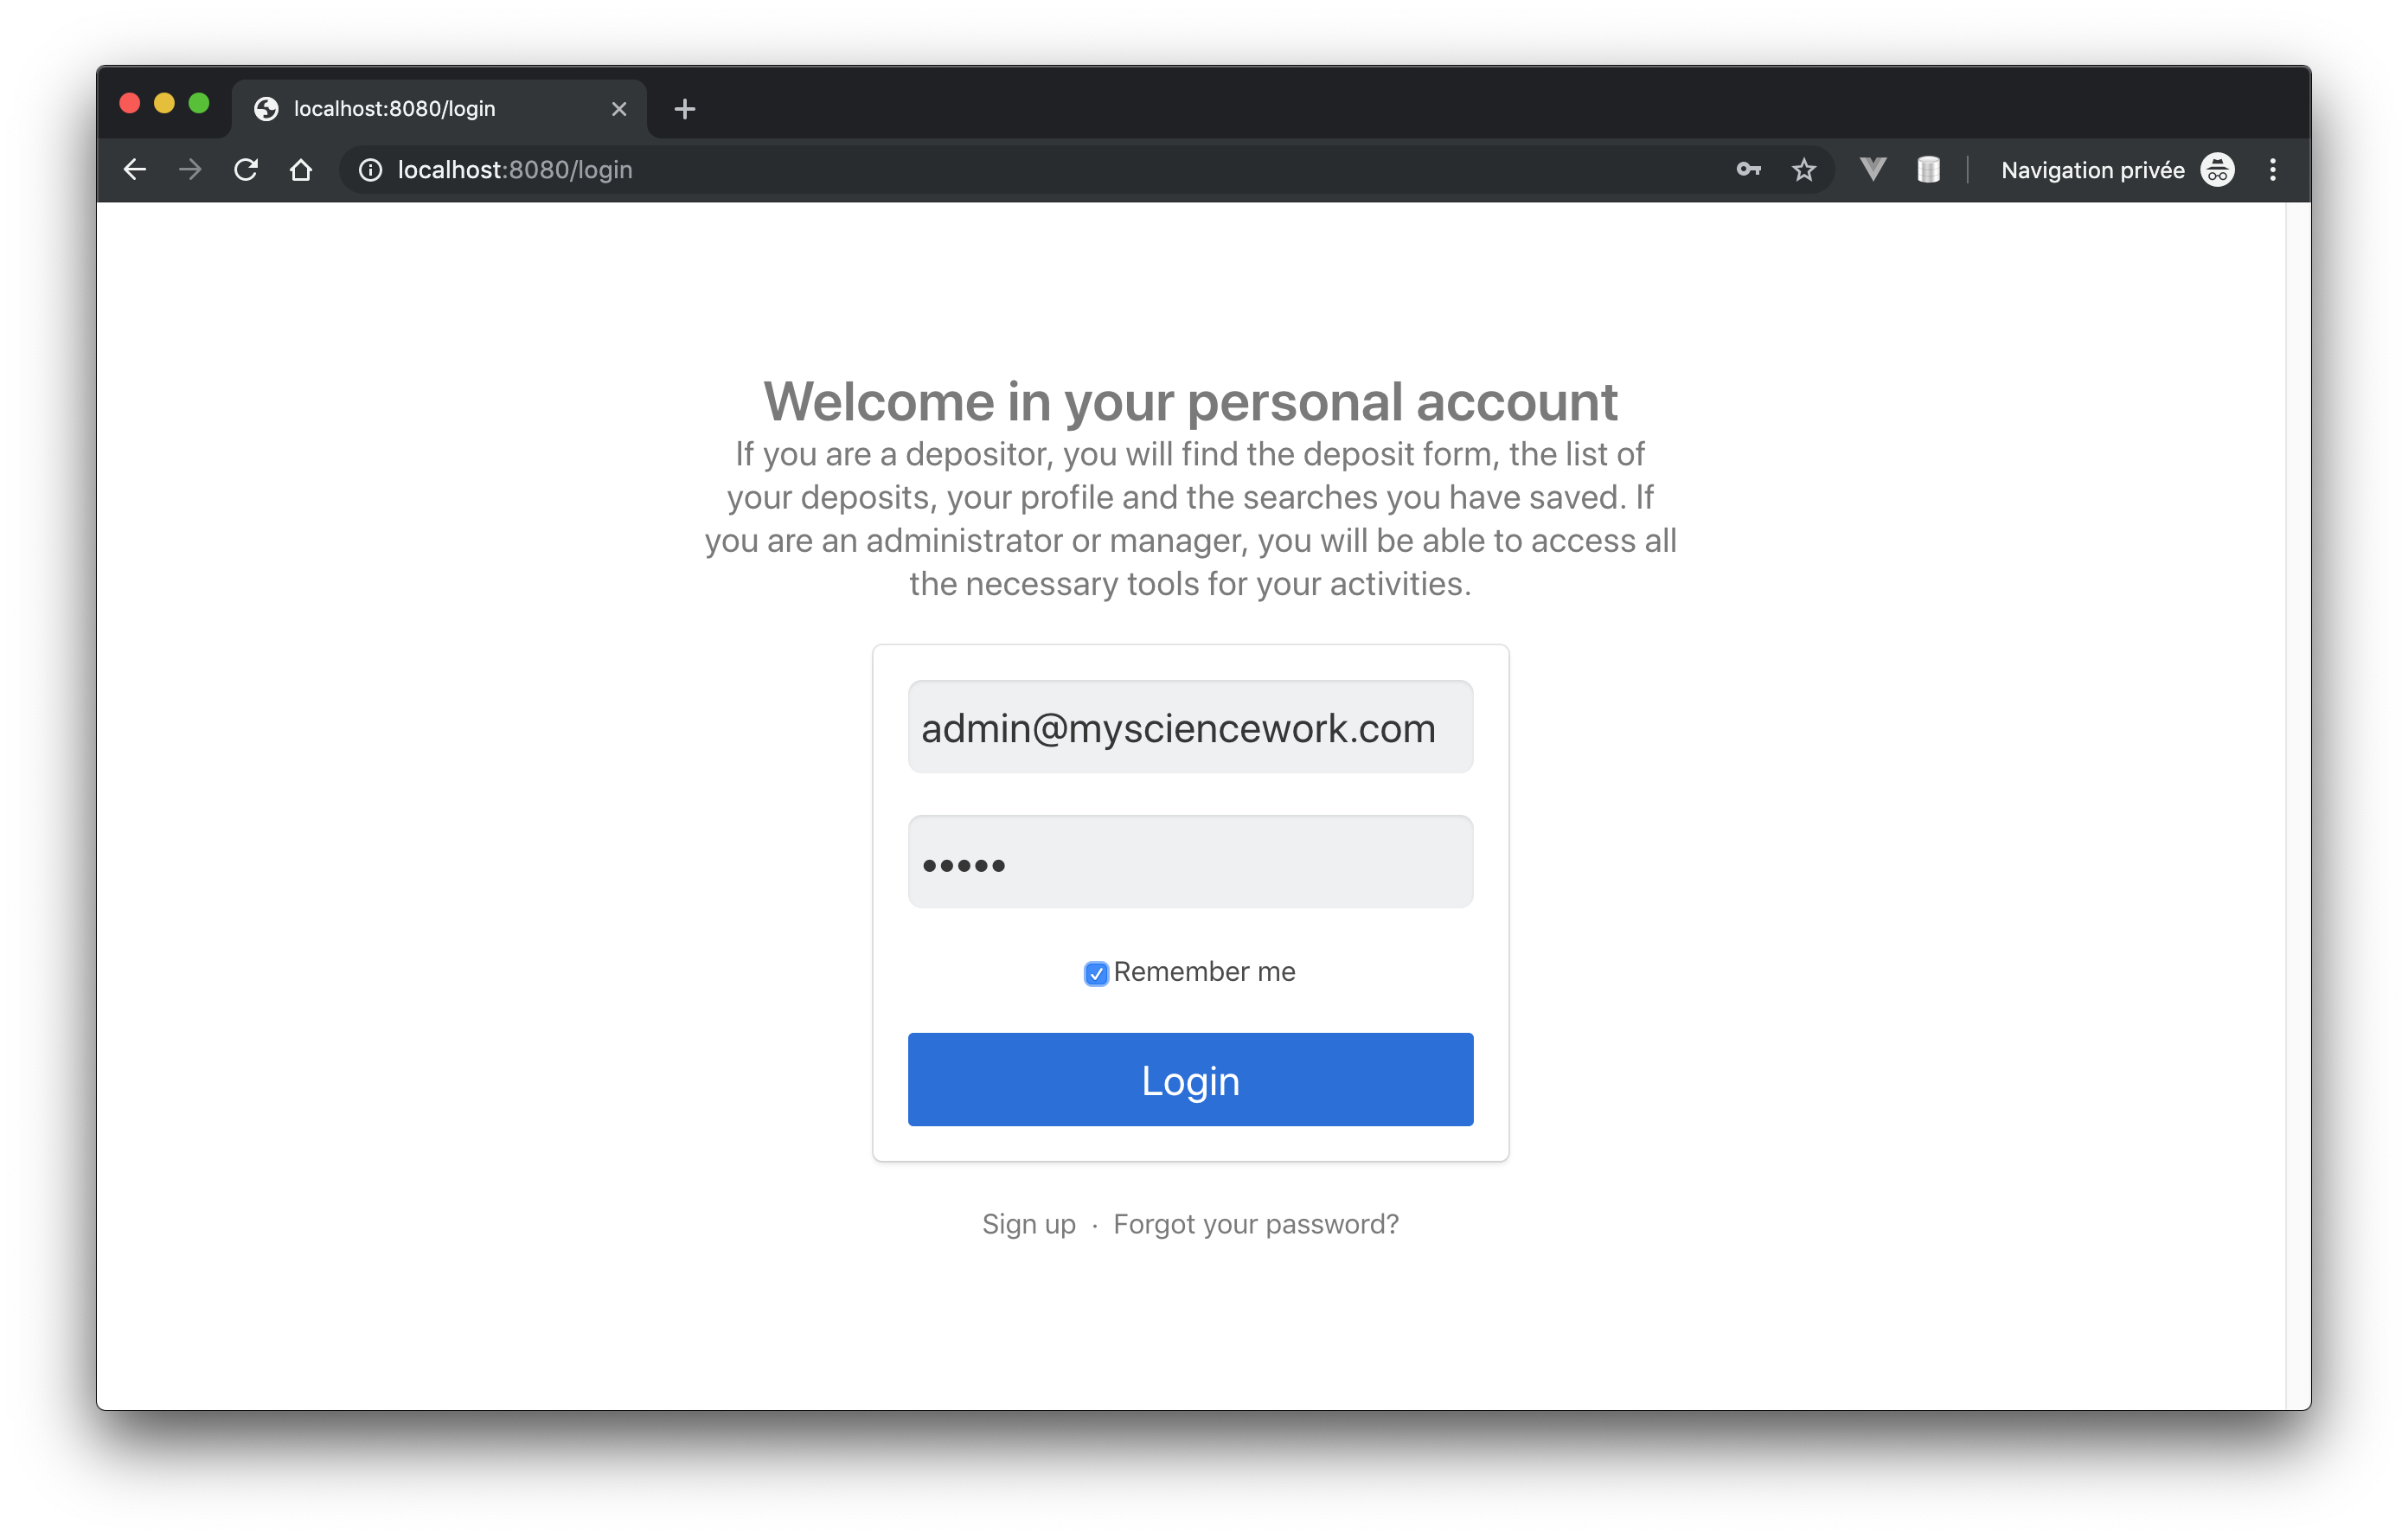 localhost:8080/login
localhost:8080/login
Navigation privée
Welcome in your personal account
If you are a depositor, you will find the deposit form, the list of
your deposits, your profile and the searches you have saved. If
you are an administrator or manager, you will be able to access all
the necessary tools for your activities.
admin@mysciencework.com
•••••
Remember me
Login
Sign up · Forgot your password?